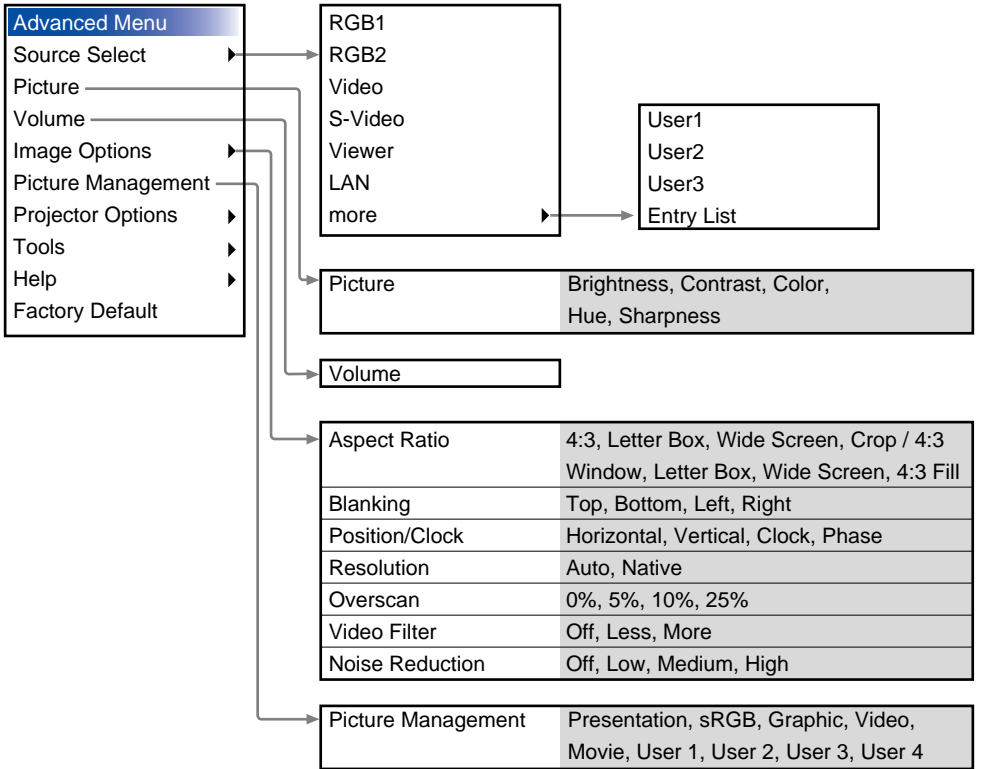 Advanced Menu
Source Select
Picture
Volume
Image Options
Picture Management
Projector Options
Tools
Help
Factory Default
RGB1
RGB2
Video
S-Video
Viewer
LAN
more
User1
User2
User3
Entry List
Picture Brightness, Contrast, Color,
Hue, Sharpness
Volume
Aspect Ratio 4:3, Letter Box, Wide Screen, Crop / 4:3
Window, Letter Box, Wide Screen, 4:3 Fill
Blanking Top, Bottom, Left, Right
Position/Clock Horizontal, Vertical, Clock, Phase
Resolution Auto, Native
Overscan 0%, 5%, 10%, 25%
Video Filter Off, Less, More
Noise Reduction Off, Low, Medium, High
Picture Management Presentation, sRGB, Graphic, Video,
Movie, User 1, User 2, User 3, User 4